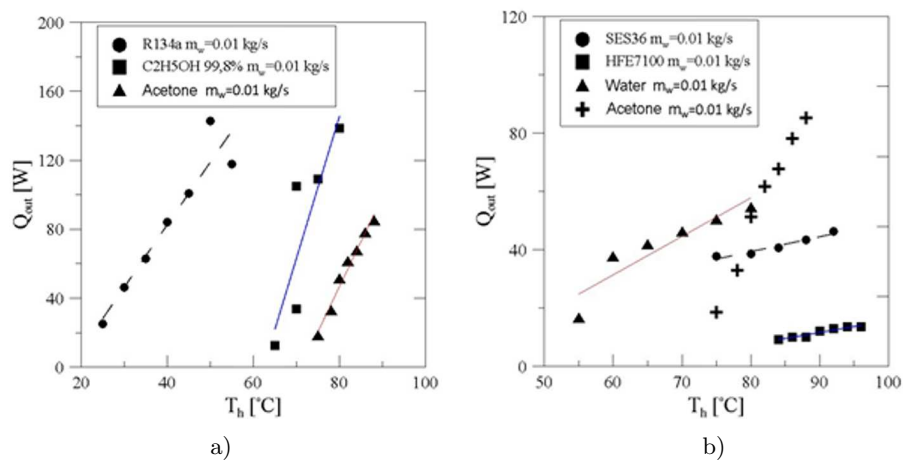 200
160
120
80
40
0
Q_out [W]
R134a m_w=0.01 kg/s
C2H5OH 99,8% m_w=0.01 kg/s
Acetone m_w=0.01 kg/s
20 40 60 80 100
T_h [°C]
a)
120
80
40
0
Q_out [W]
SES36 m_w=0.01 kg/s
HFE7100 m_w=0.01 kg/s
Water m_w=0.01 kg/s
Acetone m_w=0.01 kg/s
50 60 70 80 90 100
T_h [°C]
b)